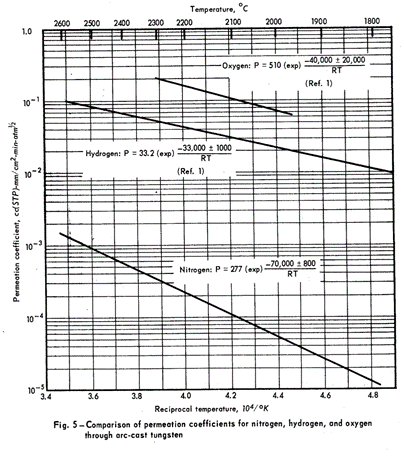 Temperature, °C
2600 2500 2400 2300 2200 2100 2000 1900 1800 1750
1.0
Oxygen: P = 510 (exp) −40,000 ± 20,000 / RT
(Ref. 1)
10⁻¹
Hydrogen: P = 33.2 (exp) −33,000 ± 1000 / RT
(Ref. 1)
10⁻²
Permeation coefficient, cc(STP)-mm/cm²-min-atm½
10⁻³
Nitrogen: P = 277 (exp) −70,000 ± 800 / RT
10⁻⁴
10⁻⁵
3.4 3.6 3.8 4.0 4.2 4.4 4.6 4.8
Reciprocal temperature, 10⁴/°K
Fig. 5 – Comparison of permeation coefficients for nitrogen, hydrogen, and oxygen
through arc-cast tungsten